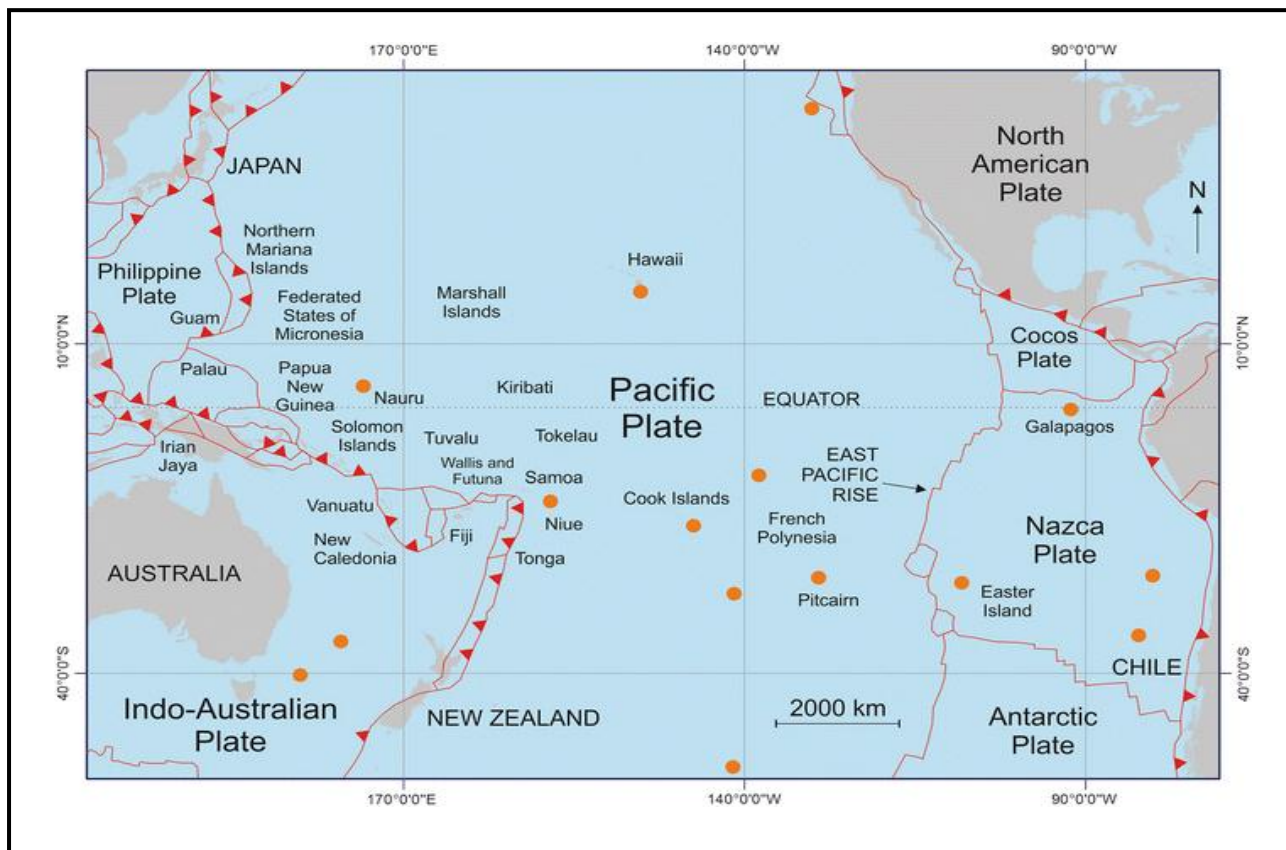 170°0'0"E
140°0'0"W
90°0'0"W
JAPAN
North
American
Plate
N
Northern
Mariana
Islands
Philippine
Plate
Hawaii
Federated
States of
Micronesia
Marshall
Islands
Guam
10°0'0"N
10°0'0"N
Cocos
Plate
Palau
Papua
New
Guinea
Nauru
Kiribati
Pacific
Plate
EQUATOR
Galapagos
Solomon
Islands
Tuvalu
Tokelau
Irian
Jaya
Wallis and
Futuna
Samoa
EAST
PACIFIC
RISE
Vanuatu
Niue
Cook Islands
French
Polynesia
Nazca
Plate
New
Caledonia
Fiji
Tonga
AUSTRALIA
Pitcairn
Easter
Island
40°0'0"S
40°0'0"S
CHILE
Indo-Australian
Plate
NEW ZEALAND
2000 km
Antarctic
Plate
170°0'0"E
140°0'0"W
90°0'0"W